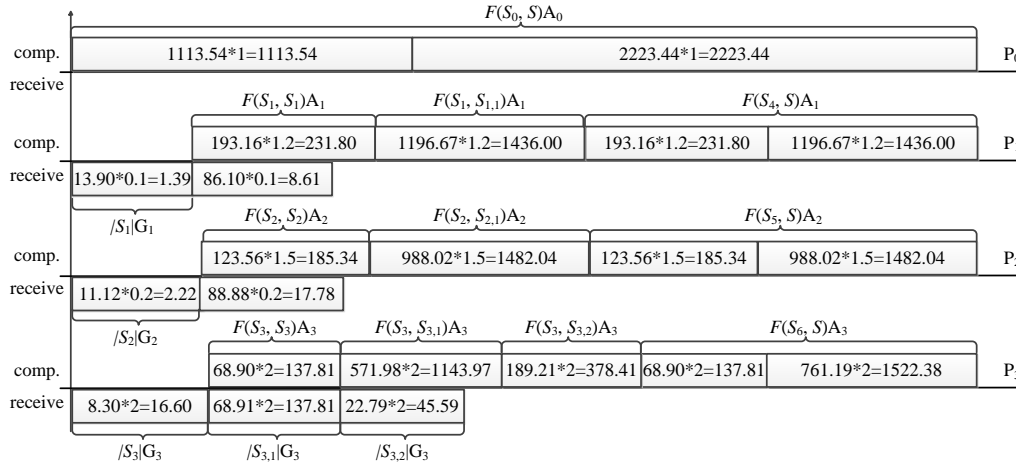 F(S0, S)A0
comp. 1113.54*1=1113.54 2223.44*1=2223.44 P0
receive
F(S1, S1)A1 F(S1, S1,1)A1 F(S4, S)A1
comp. 193.16*1.2=231.80 1196.67*1.2=1436.00 193.16*1.2=231.80 1196.67*1.2=1436.00 P
receive 13.90*0.1=1.39 86.10*0.1=8.61
|S1|G1
F(S2, S2)A2 F(S2, S2,1)A2 F(S5, S)A2
comp. 123.56*1.5=185.34 988.02*1.5=1482.04 123.56*1.5=185.34 988.02*1.5=1482.04 P
receive 11.12*0.2=2.22 88.88*0.2=17.78
|S2|G2
F(S3, S3)A3 F(S3, S3,1)A3 F(S3, S3,2)A3 F(S6, S)A3
comp. 68.90*2=137.81 571.98*2=1143.97 189.21*2=378.41 68.90*2=137.81 761.19*2=1522.38 P
receive 8.30*2=16.60 68.91*2=137.81 22.79*2=45.59
|S3|G3 |S3,1|G3 |S3,2|G3